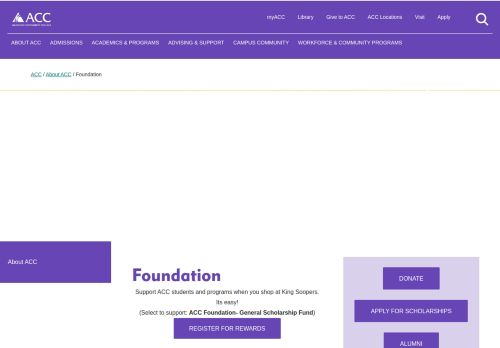 ACC
myACC Library Give to ACC ACC Locations Visit Apply
ABOUT ACC ADMISSIONS ACADEMICS & PROGRAMS ADVISING & SUPPORT CAMPUS COMMUNITY WORKFORCE & COMMUNITY PROGRAMS
ACC / About ACC / Foundation
About ACC
Foundation
Support ACC students and programs when you shop at King Soopers.
Its easy!
(Select to support: ACC Foundation- General Scholarship Fund)
REGISTER FOR REWARDS
DONATE
APPLY FOR SCHOLARSHIPS
ALUMNI